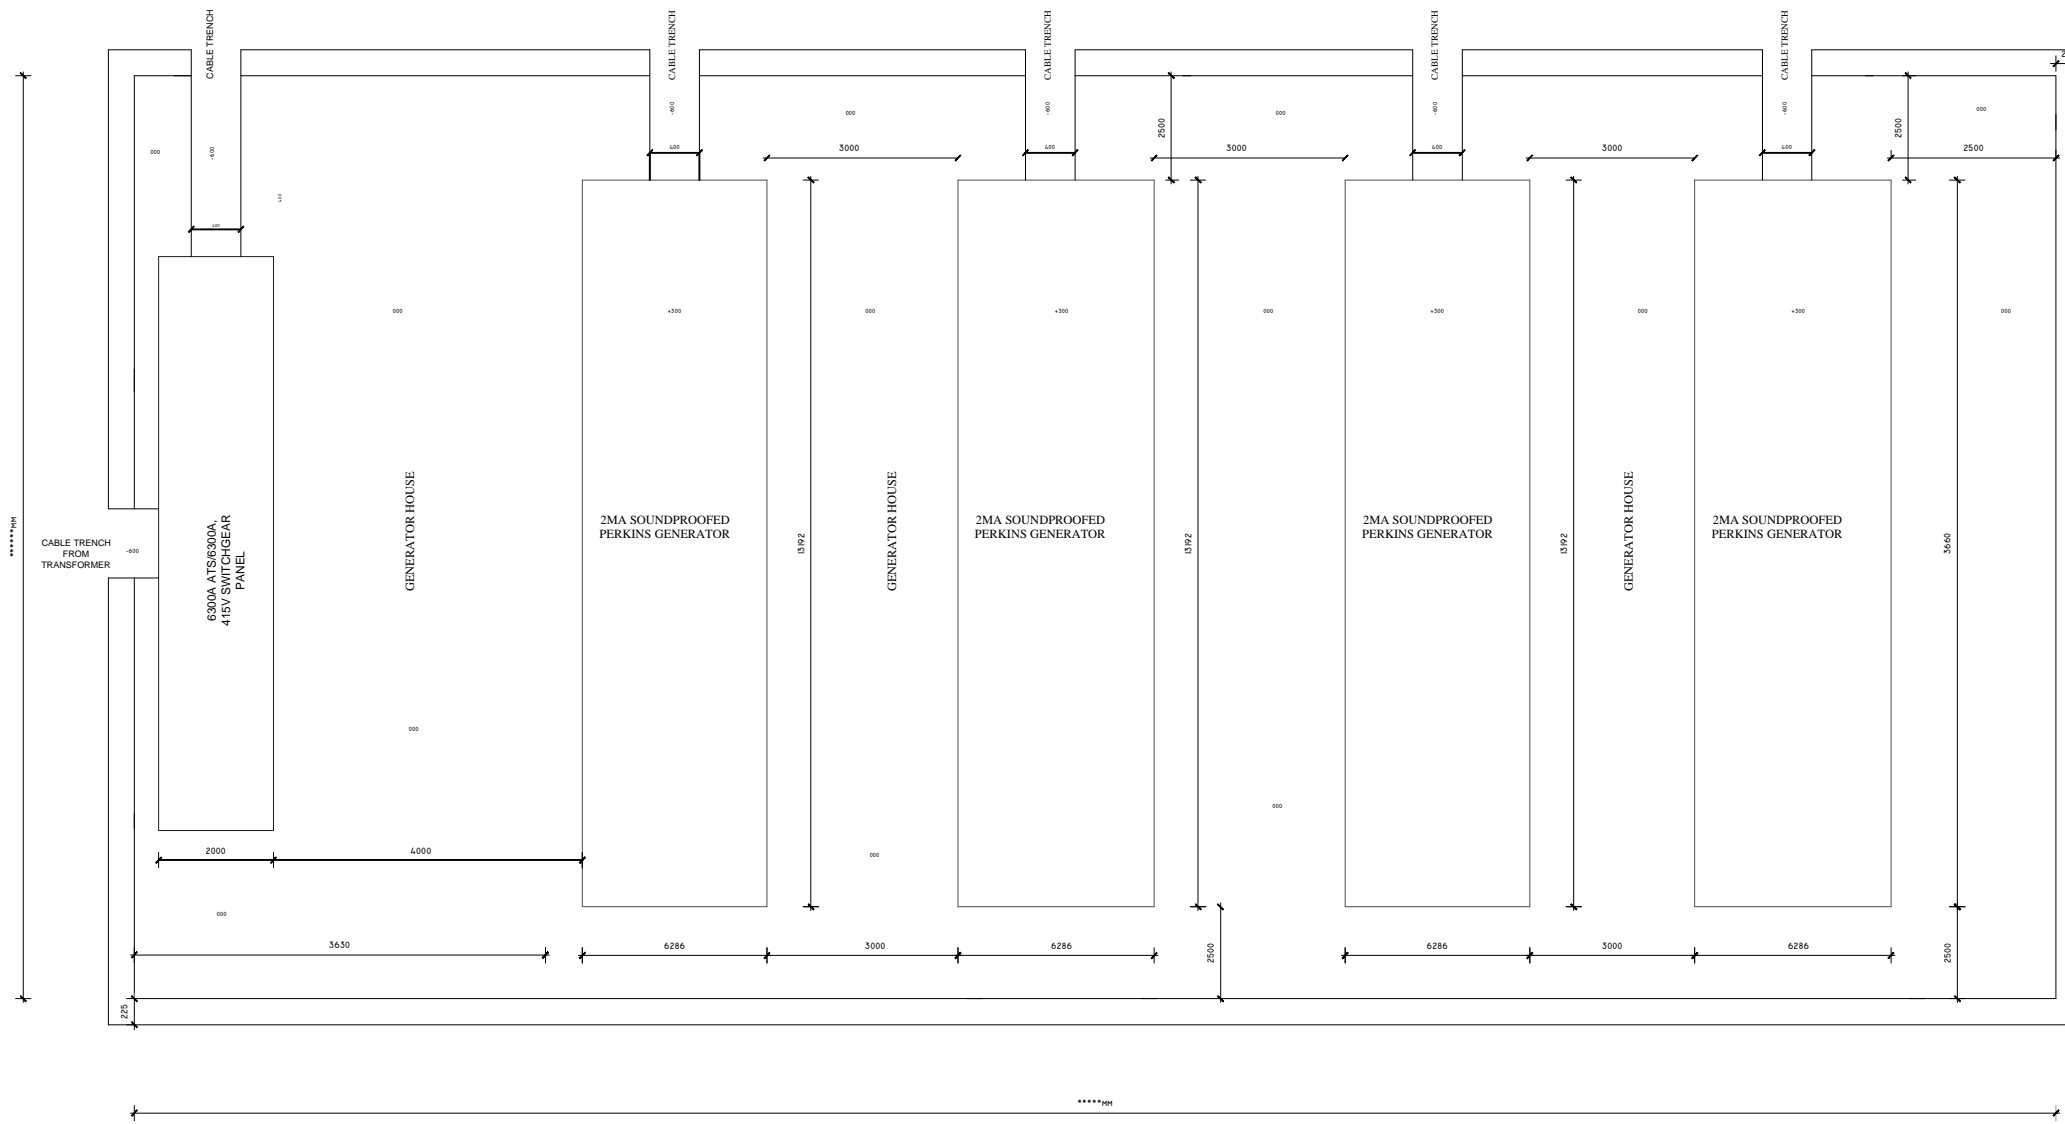 CABLE TRENCH
CABLE TRENCH
CABLE TRENCH
CABLE TRENCH
CABLE TRENCH
2
-600
-600
-600
-600
-600
000
000
000
000
2500
2500
400
3000
400
3000
400
3000
400
2500
400
400
000
+300
000
+300
000
+300
000
+300
000
*****MM
CABLE TRENCH
FROM
TRANSFORMER
-600
6300A ATS/6300A,
415V SWITCHGEAR
PANEL
GENERATOR HOUSE
2MA SOUNDPROOFED
PERKINS GENERATOR
13192
GENERATOR HOUSE
2MA SOUNDPROOFED
PERKINS GENERATOR
13192
2MA SOUNDPROOFED
PERKINS GENERATOR
13192
GENERATOR HOUSE
2MA SOUNDPROOFED
PERKINS GENERATOR
3660
000
000
2000
4000
000
000
3630
6286
3000
6286
2500
6286
3000
6286
2500
225
*****MM